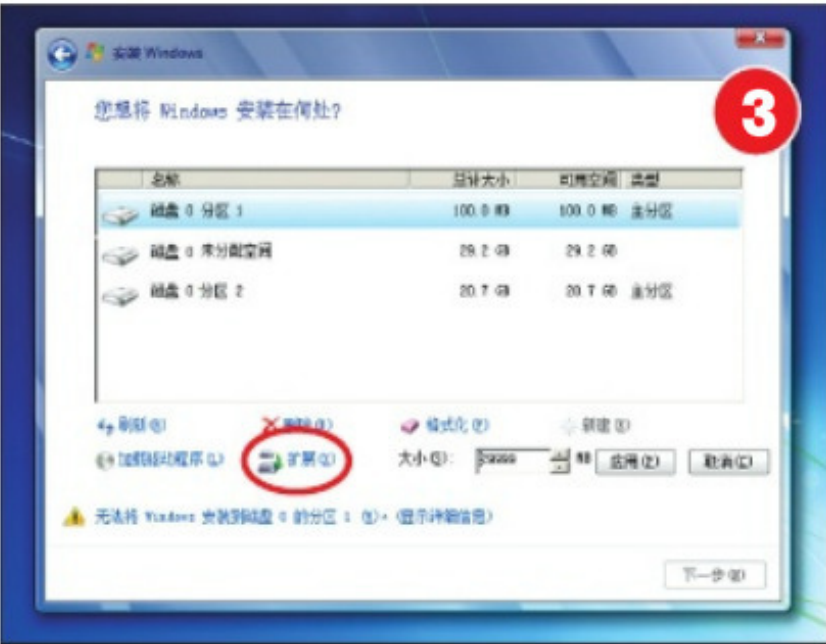 安装 Windows
3
您想将 Windows 安装在何处?
名称 总计大小 可用空间 类型
磁盘 0 分区 1 100.0 MB 100.0 MB 主分区
磁盘 0 未分配空间 29.2 GB 29.2 GB
磁盘 0 分区 2 20.7 GB 20.7 GB 主分区
刷新(R) 删除(D) 格式化(F) 新建(E)
加载驱动程序(L) 扩展(X) 大小(S): MB 应用(P) 取消(C)
无法将 Windows 安装到磁盘 0 的分区 1 (显示详细信息)
下一步(N)